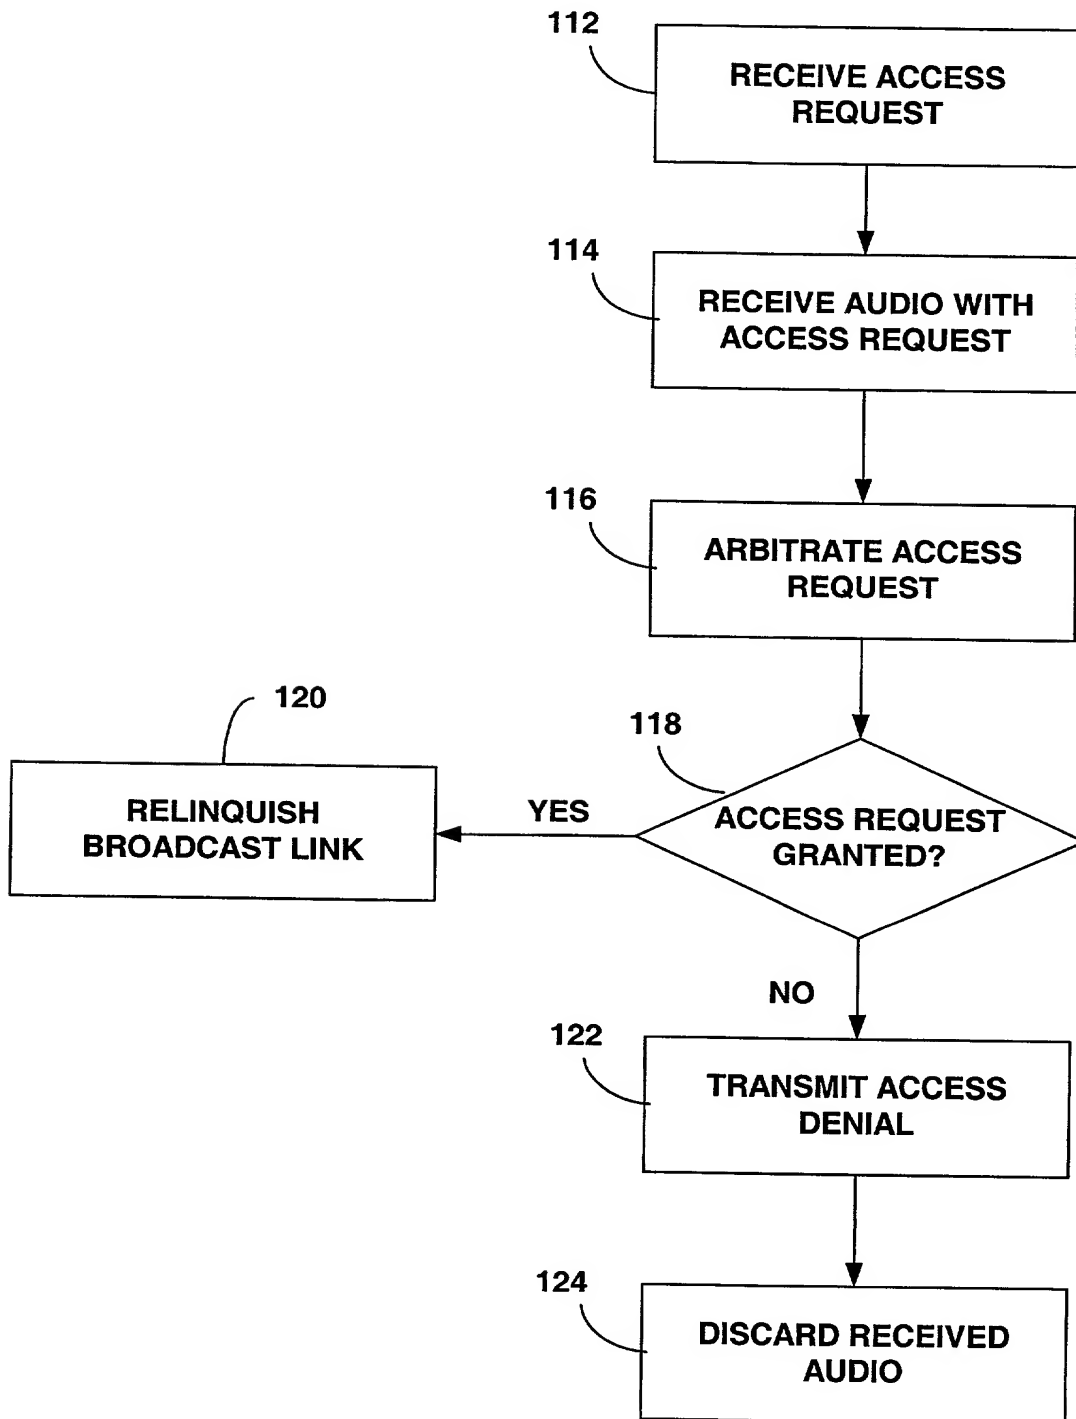 112
RECEIVE ACCESS
REQUEST
114
RECEIVE AUDIO WITH
ACCESS REQUEST
116
ARBITRATE ACCESS
REQUEST
120
118
RELINQUISH
BROADCAST LINK
YES
ACCESS REQUEST
GRANTED?
NO
122
TRANSMIT ACCESS
DENIAL
124
DISCARD RECEIVED
AUDIO